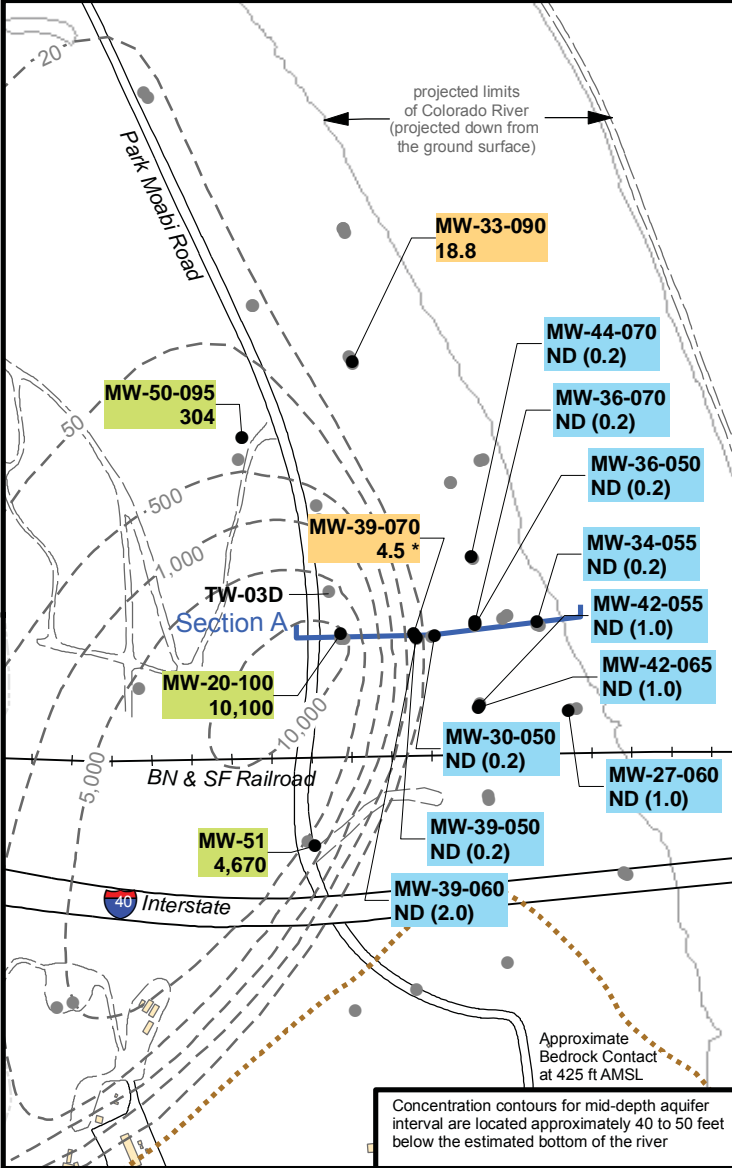 20
projected limits
of Colorado River
(projected down from
the ground surface)
Park Moabi Road
MW-33-090
18.8
MW-44-070
ND (0.2)
MW-50-095
304
MW-36-070
ND (0.2)
50
MW-36-050
ND (0.2)
500
MW-39-070
4.5 *
MW-34-055
ND (0.2)
1,000
TW-03D
MW-42-055
ND (1.0)
Section A
MW-42-065
ND (1.0)
MW-20-100
10,100
10,000
MW-30-050
ND (0.2)
5,000
BN & SF Railroad
MW-27-060
ND (1.0)
MW-51
4,670
MW-39-050
ND (0.2)
40
Interstate
MW-39-060
ND (2.0)
Approximate
Bedrock Contact
at 425 ft AMSL
Concentration contours for mid-depth aquifer
interval are located approximately 40 to 50 feet
below the estimated bottom of the river